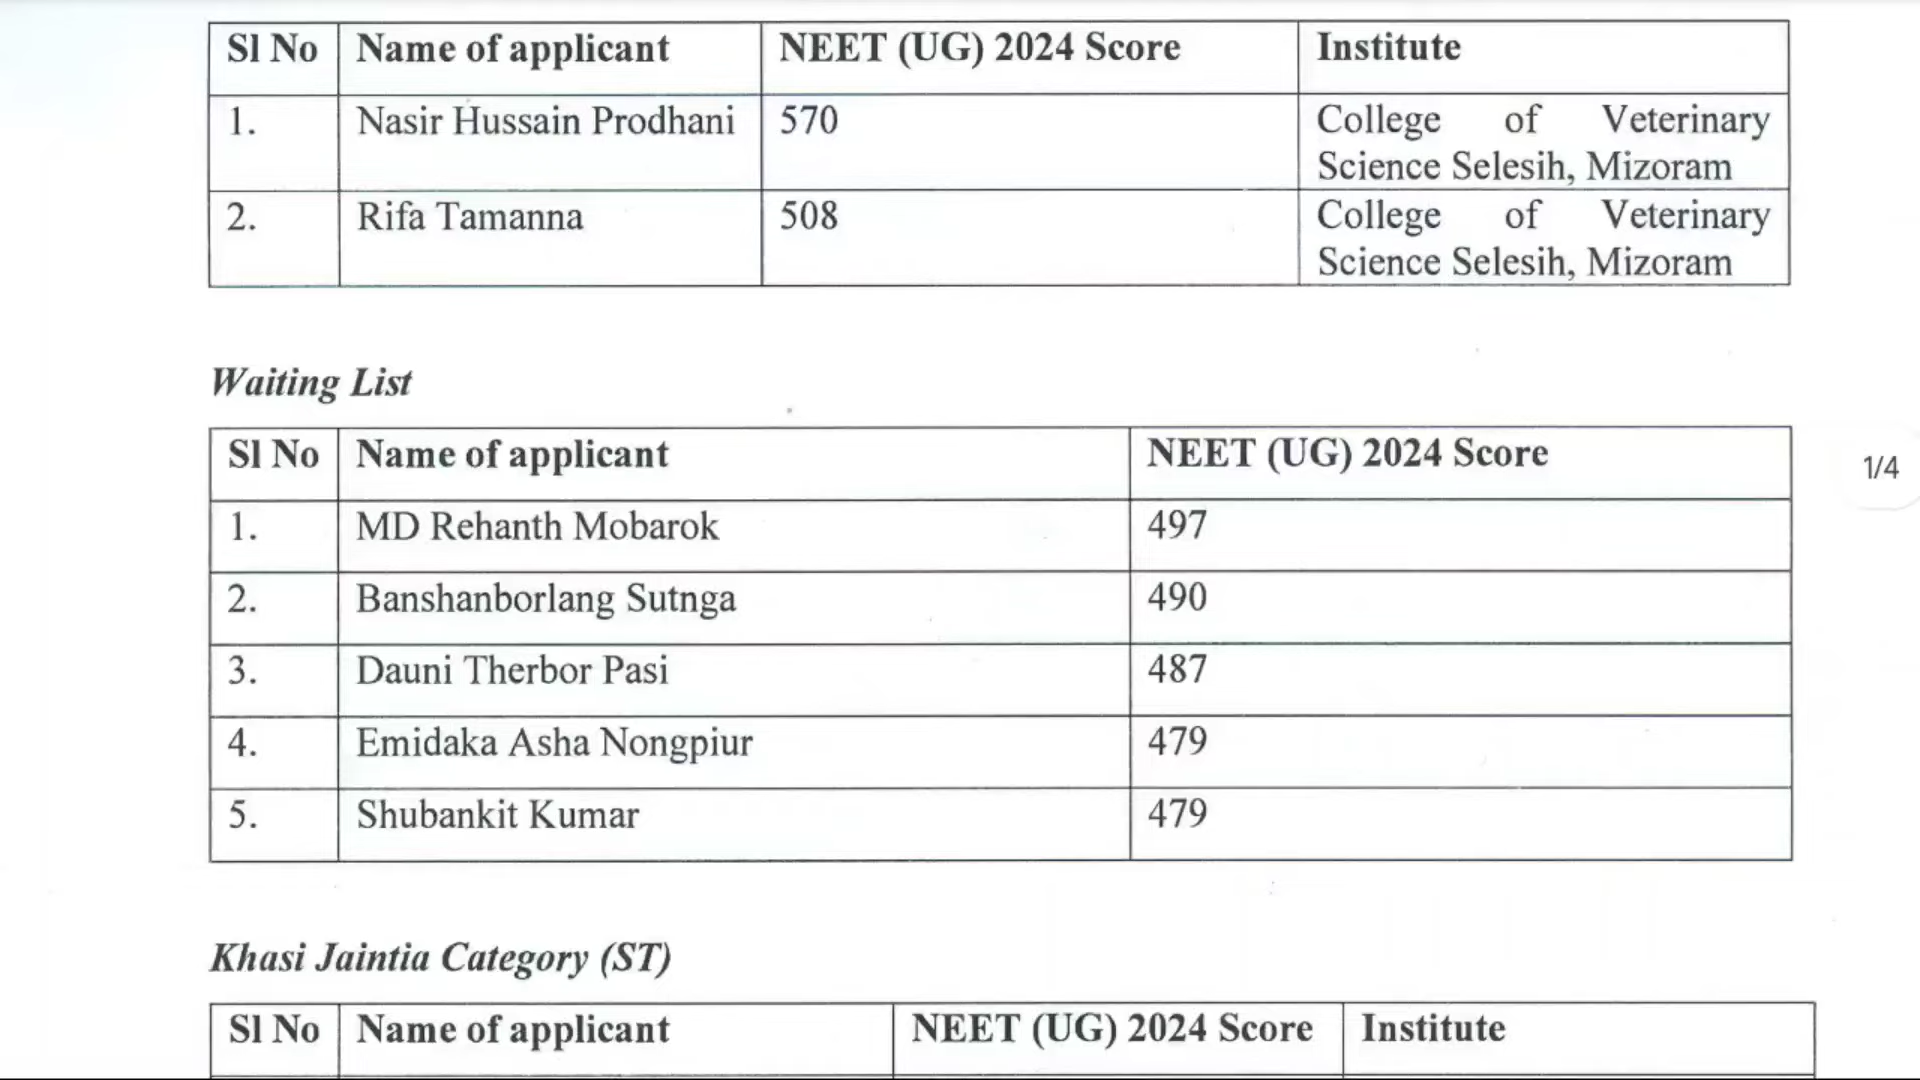 Sl No Name of applicant NEET (UG) 2024 Score Institute
1. Nasir Hussain Prodhani 570 College of Veterinary
Science Selesih, Mizoram
2. Rifa Tamanna 508 College of Veterinary
Science Selesih, Mizoram
Waiting List
Sl No Name of applicant NEET (UG) 2024 Score
1/4
1. MD Rehanth Mobarok 497
2. Banshanborlang Sutnga 490
3. Dauni Therbor Pasi 487
4. Emidaka Asha Nongpiur 479
5. Shubankit Kumar 479
Khasi Jaintia Category (ST)
Sl No Name of applicant NEET (UG) 2024 Score Institute